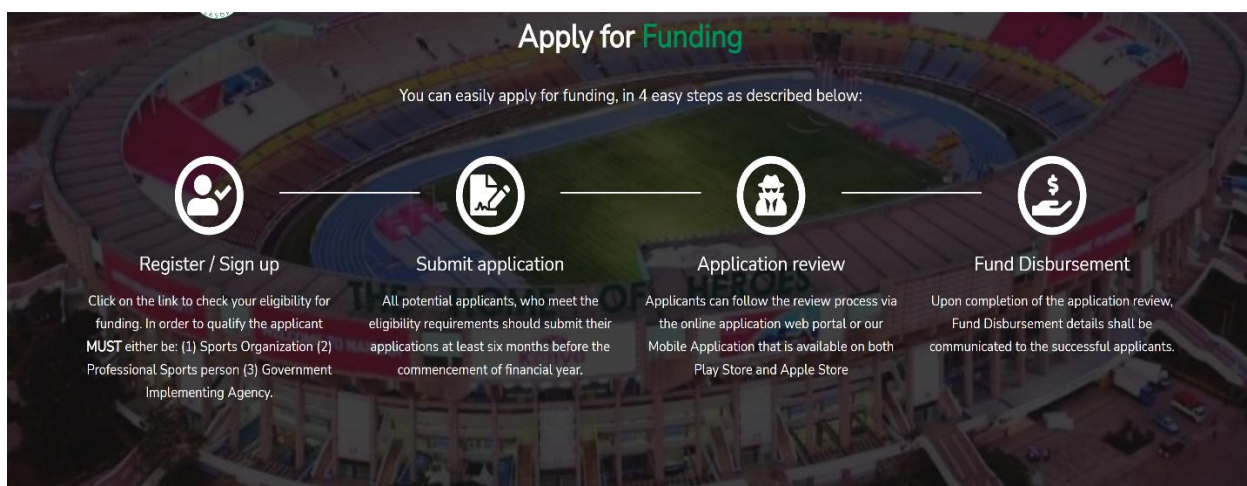 Apply for Funding
You can easily apply for funding, in 4 easy steps as described below:
Register / Sign up
Click on the link to check your eligibility for
funding. In order to qualify the applicant
MUST either be: (1) Sports Organization (2)
Professional Sports person (3) Government
Implementing Agency.
Submit application
All potential applicants, who meet the
eligibility requirements should submit their
applications at least six months before the
commencement of financial year.
Application review
Applicants can follow the review process via
the online application web portal or our
Mobile Application that is available on both
Play Store and Apple Store
Fund Disbursement
Upon completion of the application review,
Fund Disbursement details shall be
communicated to the successful applicants.
THE HOME OF HEROES